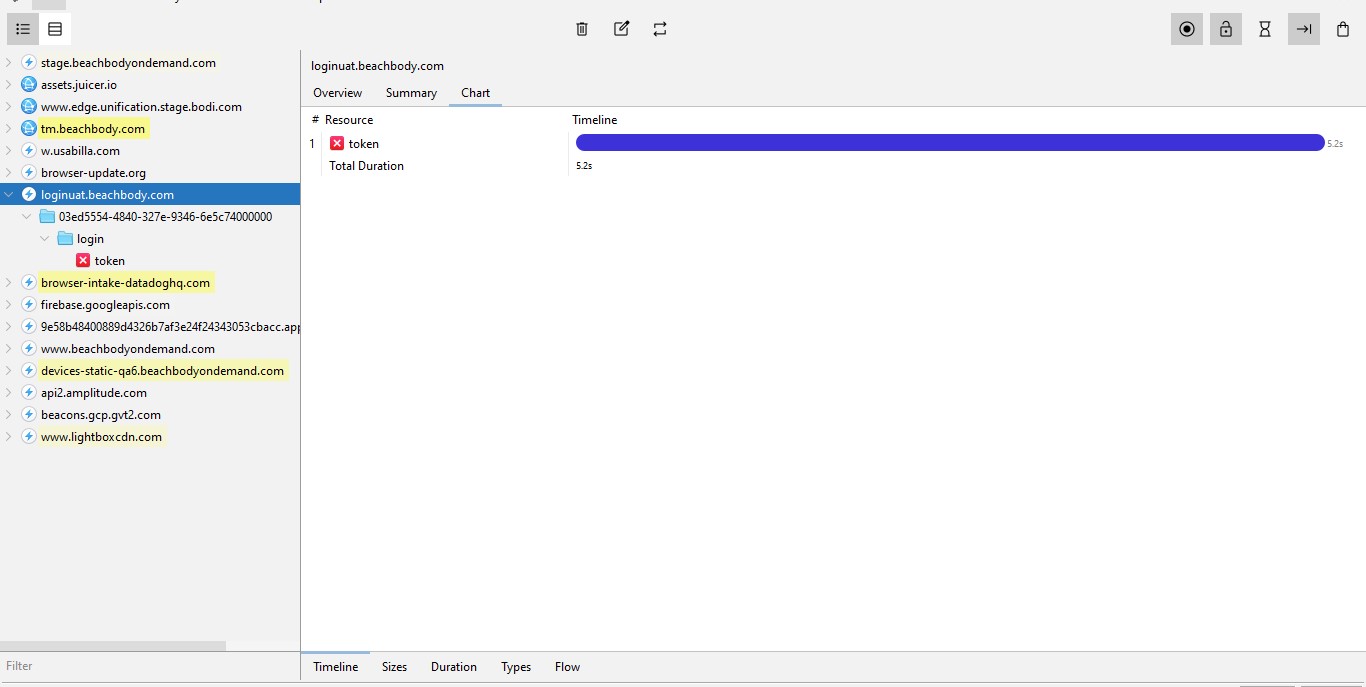 stage.beachbodyondemand.com
assets.juicer.io
www.edge.unification.stage.bodi.com
tm.beachbody.com
w.usabilla.com
browser-update.org
loginuat.beachbody.com
03ed5554-4840-327e-9346-6e5c74000000
login
token
browser-intake-datadoghq.com
firebase.googleapis.com
9e58b48400889d4326b7af3e24f24343053cbacc.app
www.beachbodyondemand.com
devices-static-qa6.beachbodyondemand.com
api2.amplitude.com
beacons.gcp.gvt2.com
www.lightboxcdn.com
Filter
loginuat.beachbody.com
Overview Summary Chart
# Resource Timeline
1 token 5.2s
Total Duration 5.2s
Timeline Sizes Duration Types Flow